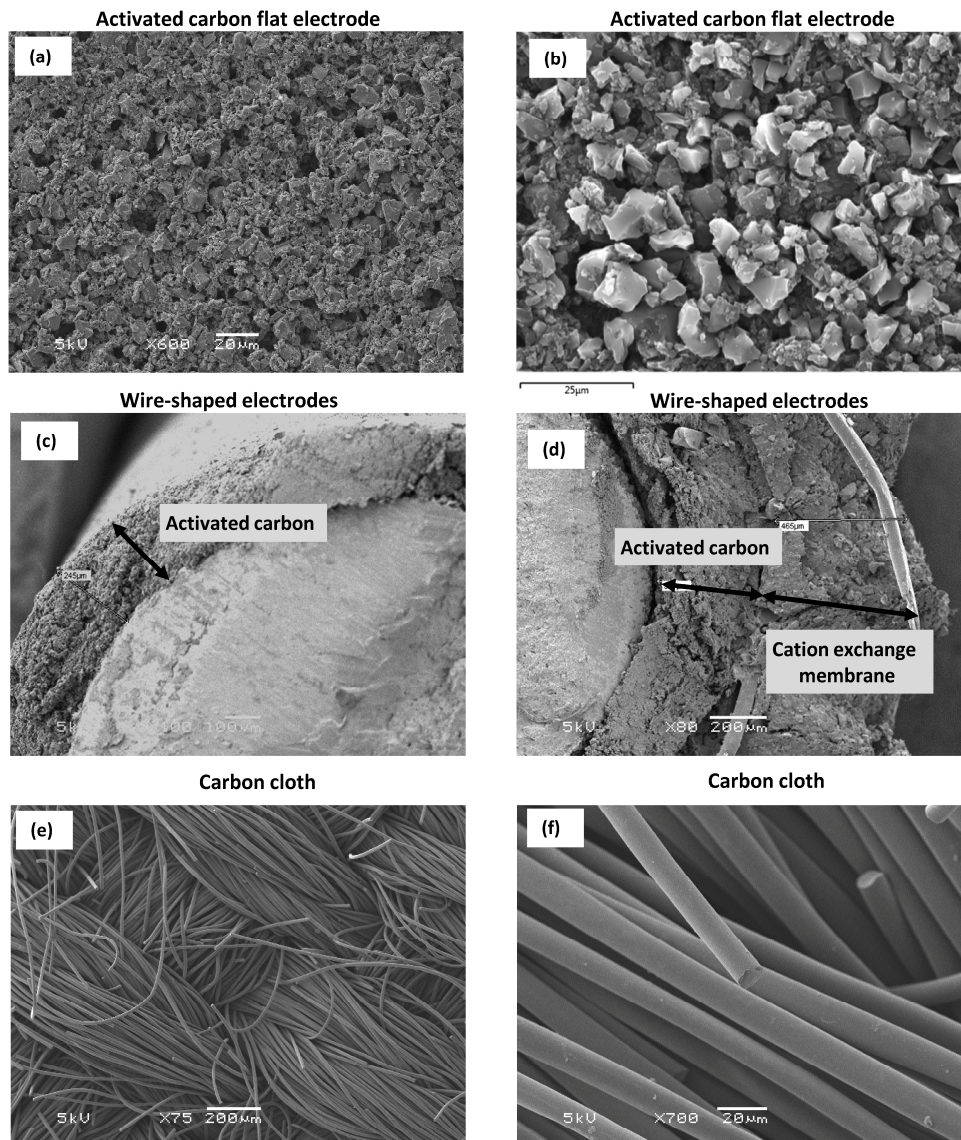 Activated carbon flat electrode
Activated carbon flat electrode
(a)
(b)
5kV X600 20µm
25µm
Wire-shaped electrodes
Wire-shaped electrodes
(c)
(d)
Activated carbon
245µm
465µm
Activated carbon
Cation exchange
membrane
100µm
5kV X80 200µm
Carbon cloth
Carbon cloth
(e)
(f)
5kV X75 200µm
5kV X700 20µm